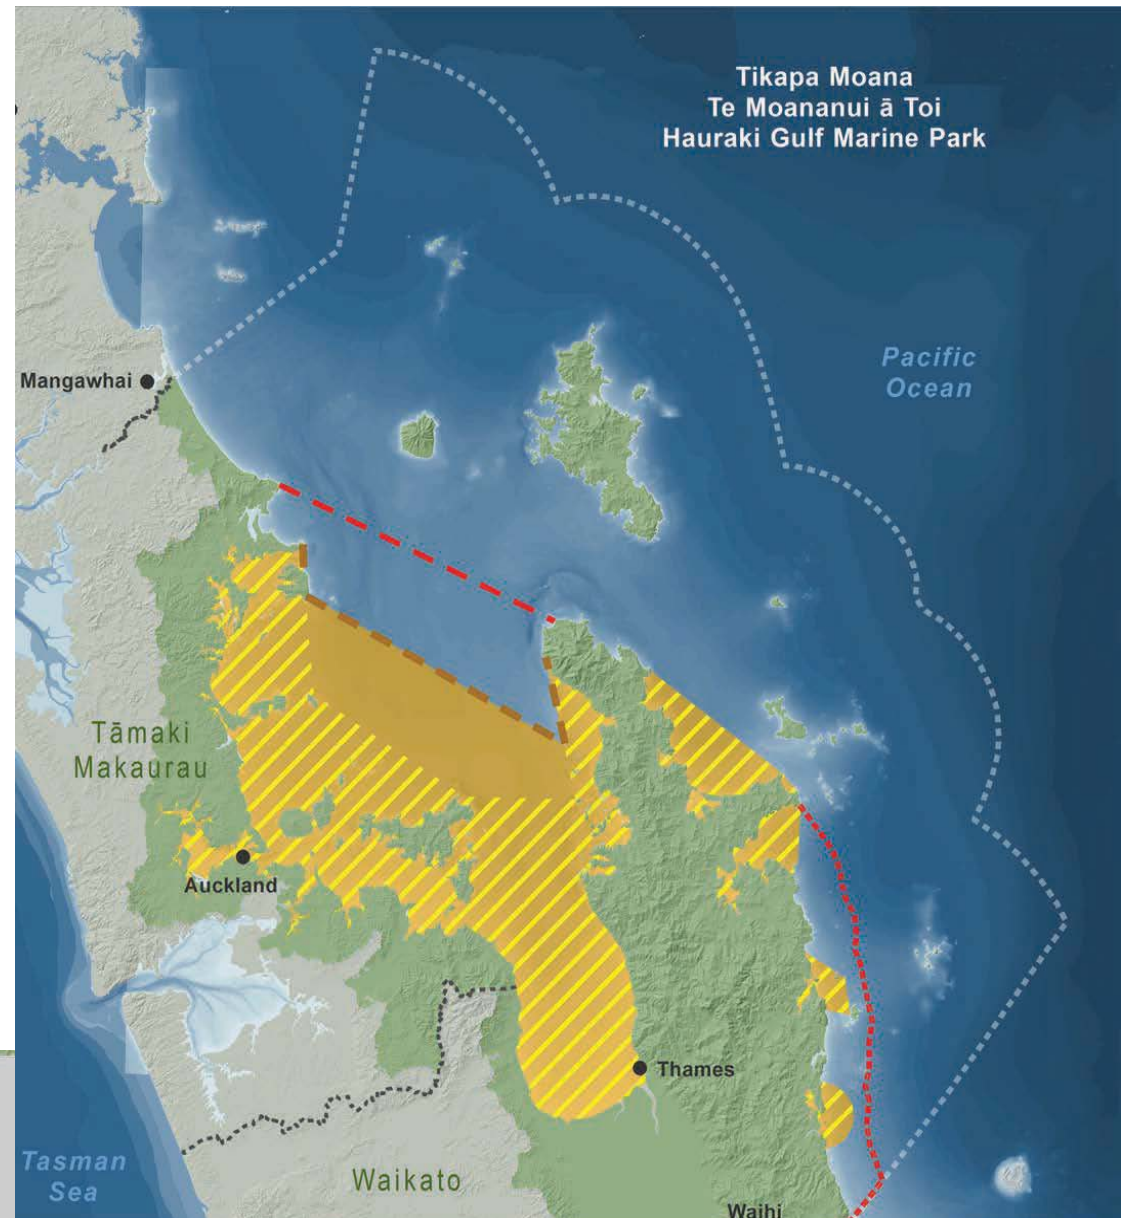 Tikapa Moana
Te Moananui ā Toi
Hauraki Gulf Marine Park
Pacific
Ocean
Mangawhai
Tāmaki
Makaurau
Auckland
Thames
Tasman
Sea
Waikato
Waihi